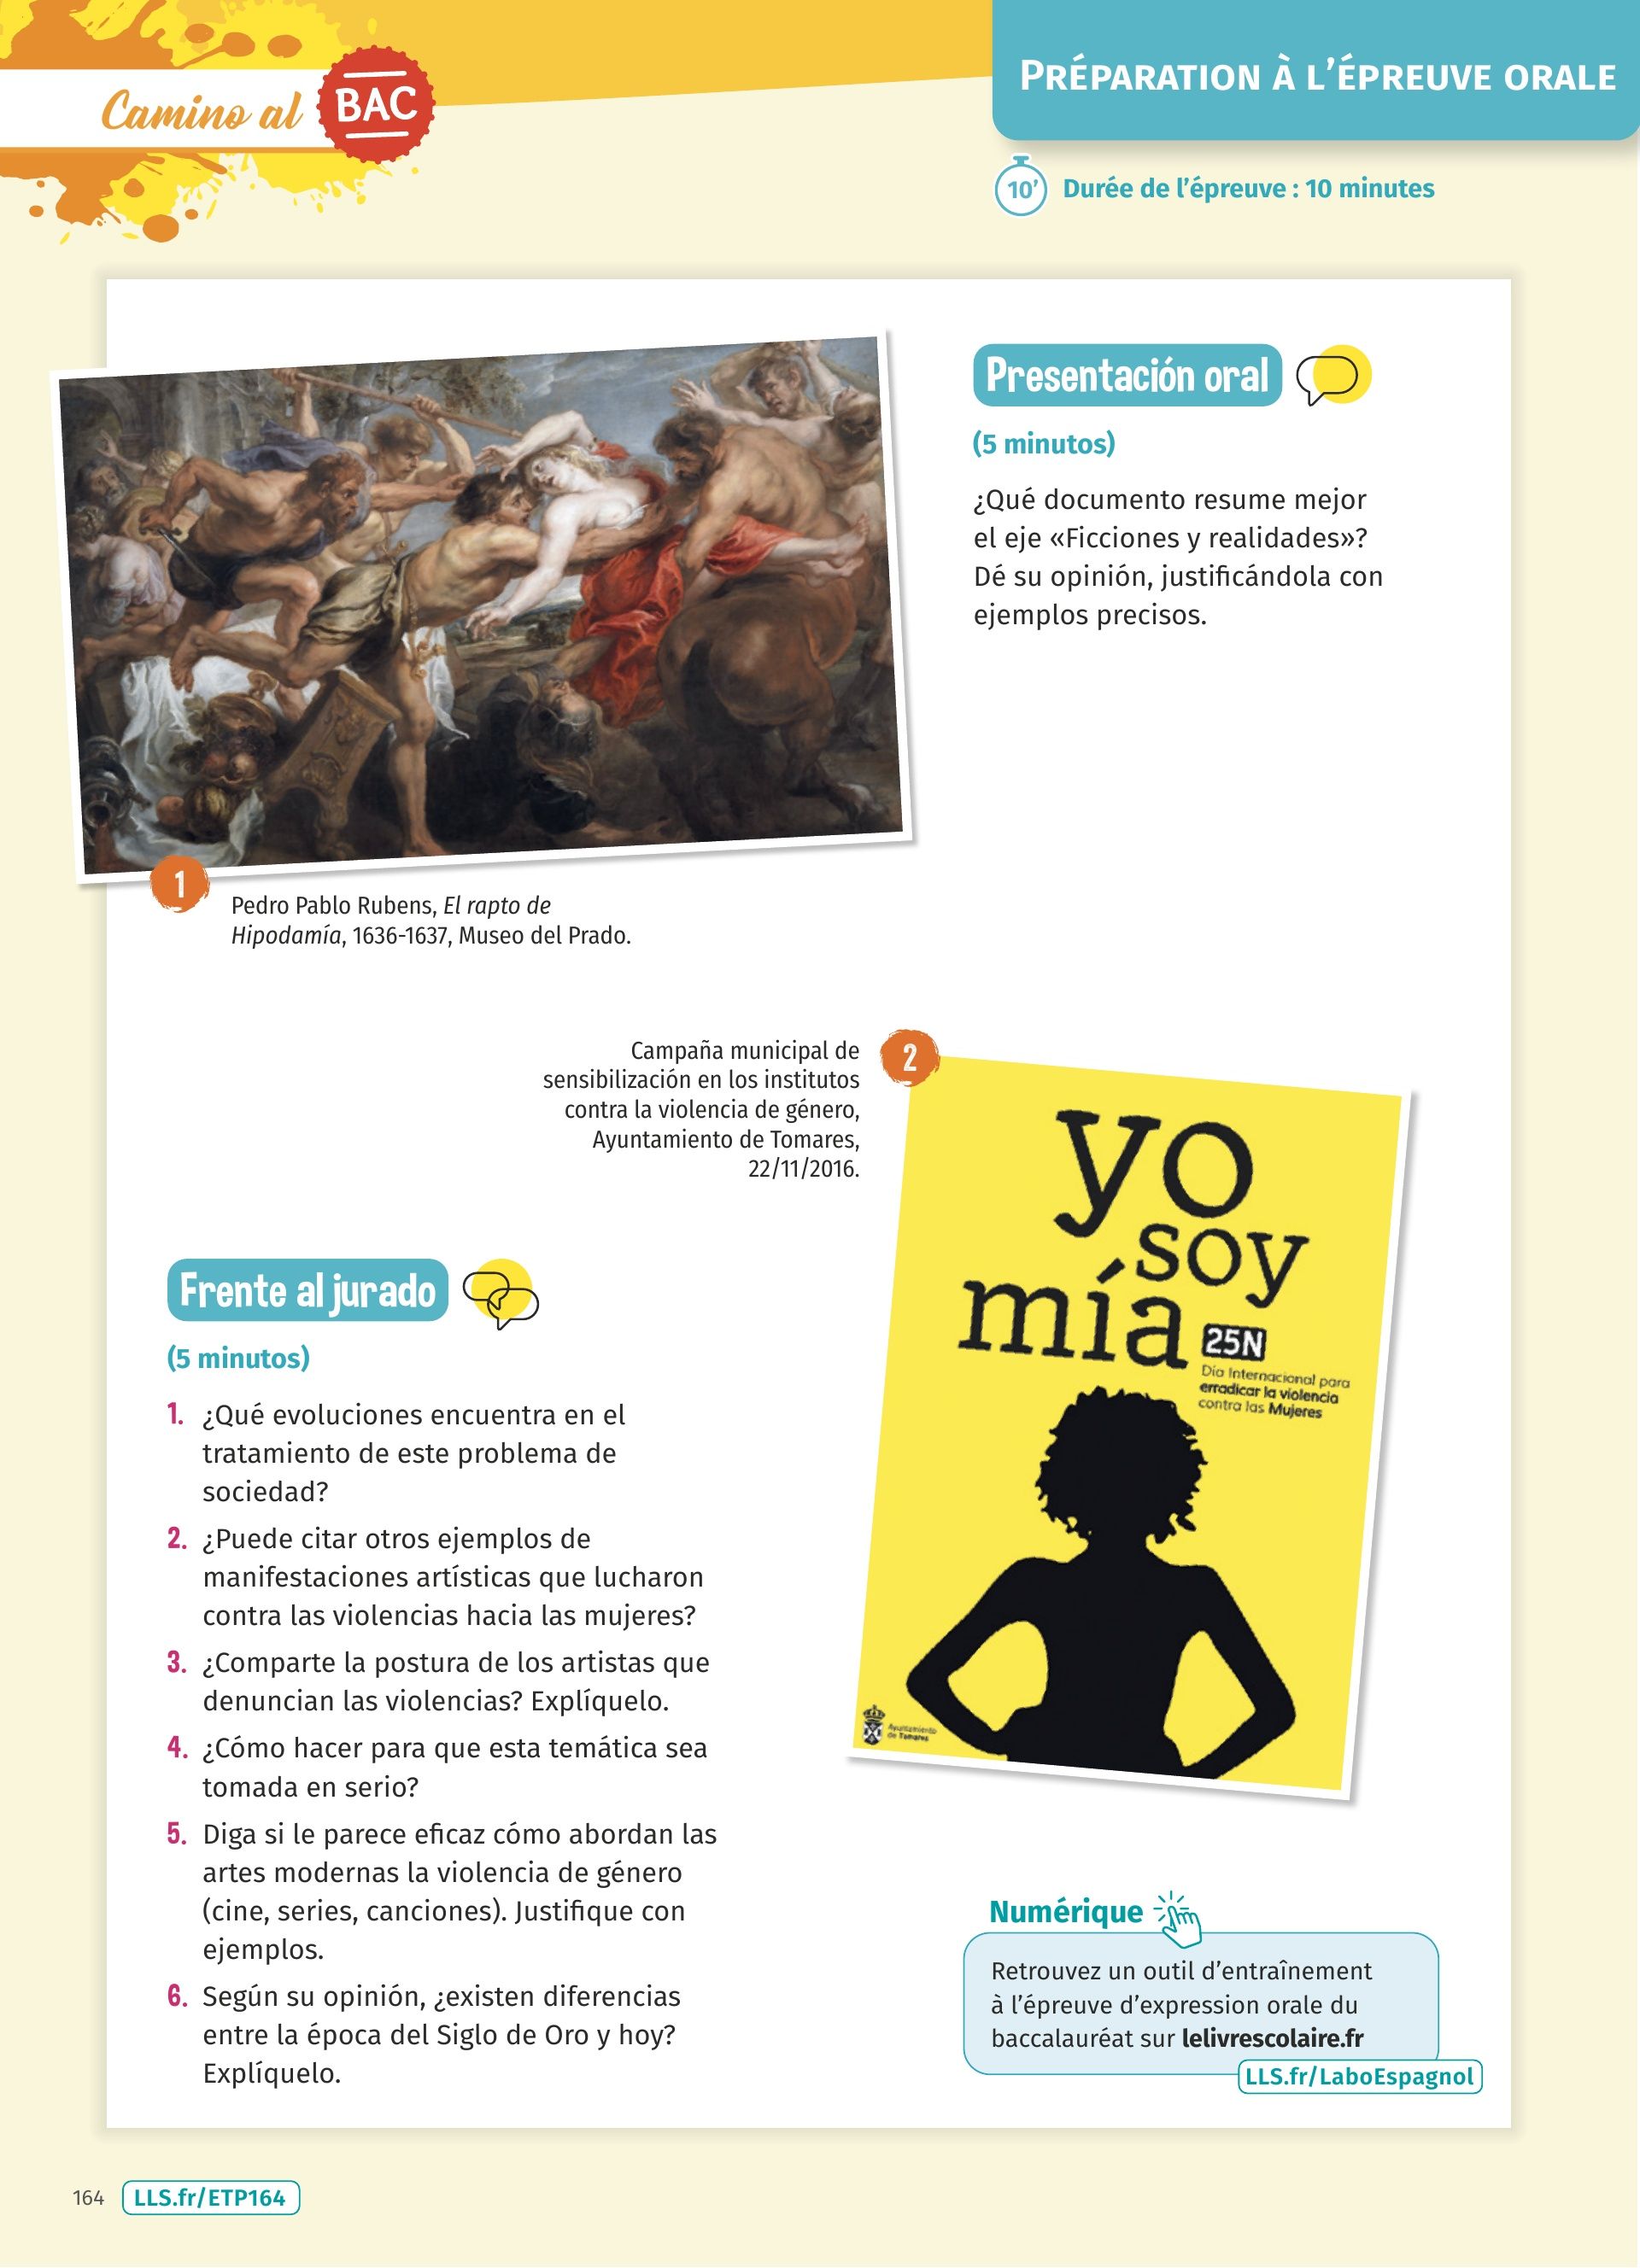 Camino al BAC
PRÉPARATION À L'ÉPREUVE ORALE
10' Durée de l'épreuve : 10 minutes
Presentación oral
(5 minutos)
¿Qué documento resume mejor
el eje «Ficciones y realidades»?
Dé su opinión, justificándola con
ejemplos precisos.
1
Pedro Pablo Rubens, El rapto de
Hipodamía, 1636-1637, Museo del Prado.
Campaña municipal de
sensibilización en los institutos
contra la violencia de género,
Ayuntamiento de Tomares,
22/11/2016.
2
yo
soy
mía
25N
Día Internacional para
erradicar la violencia
contra las Mujeres
Ayuntamiento
de Tomares
Frente al jurado
(5 minutos)
1. ¿Qué evoluciones encuentra en el
tratamiento de este problema de
sociedad?
2. ¿Puede citar otros ejemplos de
manifestaciones artísticas que lucharon
contra las violencias hacia las mujeres?
3. ¿Comparte la postura de los artistas que
denuncian las violencias? Explíquelo.
4. ¿Cómo hacer para que esta temática sea
tomada en serio?
5. Diga si le parece eficaz cómo abordan las
artes modernas la violencia de género
(cine, series, canciones). Justifique con
ejemplos.
6. Según su opinión, ¿existen diferencias
entre la época del Siglo de Oro y hoy?
Explíquelo.
Numérique
Retrouvez un outil d'entraînement
à l'épreuve d'expression orale du
baccalauréat sur lelivrescolaire.fr
LLS.fr/LaboEspagnol
164 LLS.fr/ETP164